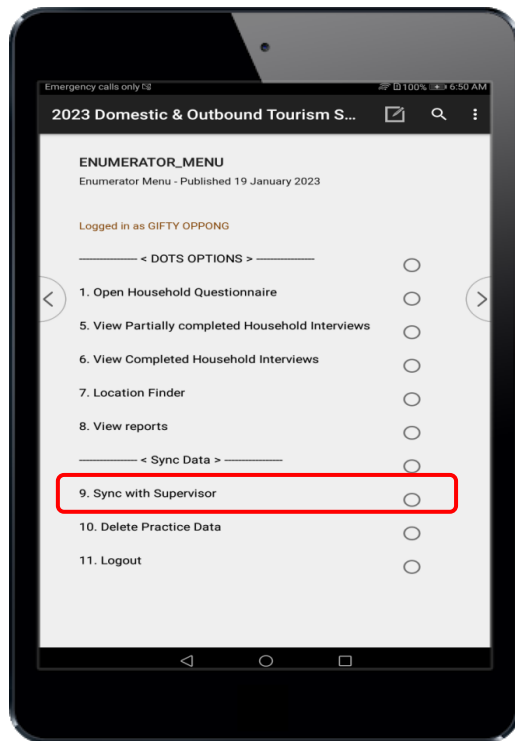 Emergency calls only
100% 6:50 AM
2023 Domestic & Outbound Tourism S...
ENUMERATOR_MENU
Enumerator Menu - Published 19 January 2023
Logged in as GIFTY OPPONG
---------------- < DOTS OPTIONS > ----------------
1. Open Household Questionnaire
5. View Partially completed Household Interviews
6. View Completed Household Interviews
7. Location Finder
8. View reports
---------------- < Sync Data > ----------------
9. Sync with Supervisor
10. Delete Practice Data
11. Logout